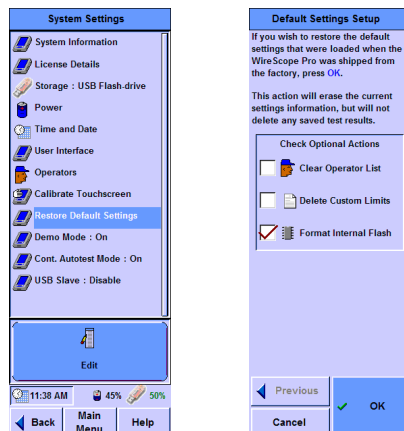 System Settings
System Information
License Details
Storage : USB Flash-drive
Power
Time and Date
User Interface
Operators
Calibrate Touchscreen
Restore Default Settings
Demo Mode : On
Cont. Autotest Mode : On
USB Slave : Disable
Edit
11:38 AM 45% 50%
Back Main Menu Help
Default Settings Setup
If you wish to restore the default
settings that were loaded when the
WireScope Pro was shipped from
the factory, press OK.
This action will erase the current
settings information, but will not
delete any saved test results.
Check Optional Actions
Clear Operator List
Delete Custom Limits
Format Internal Flash
Previous
OK
Cancel